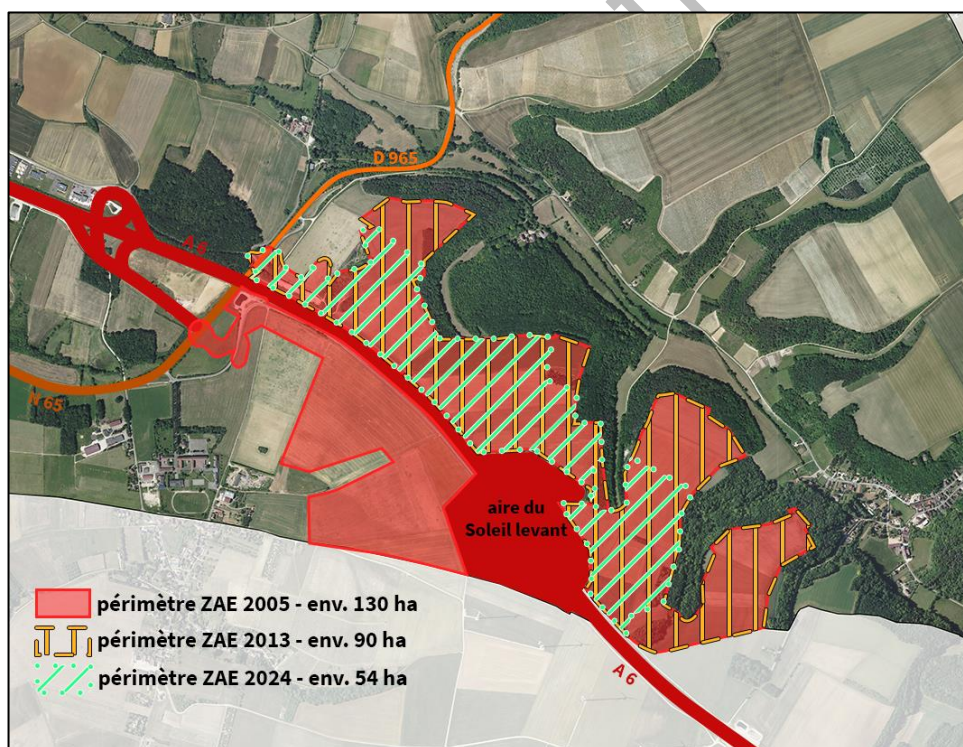 D 965
A 6
N 65
aire du
Soleil levant
périmètre ZAE 2005 - env. 130 ha
périmètre ZAE 2013 - env. 90 ha
périmètre ZAE 2024 - env. 54 ha
A 6